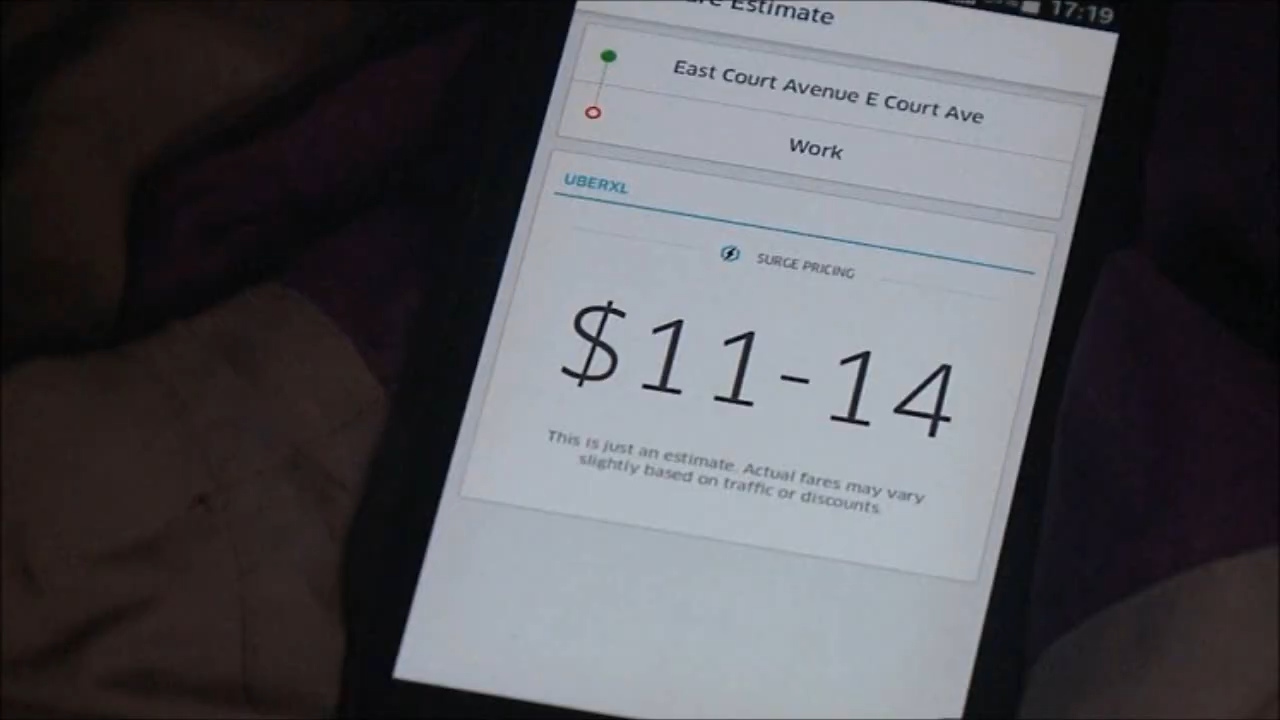 17:19
Estimate
East Court Avenue E Court Ave
Work
UBERXL
SURGE PRICING
$11-14
This is just an estimate. Actual fares may vary
slightly based on traffic or discounts.